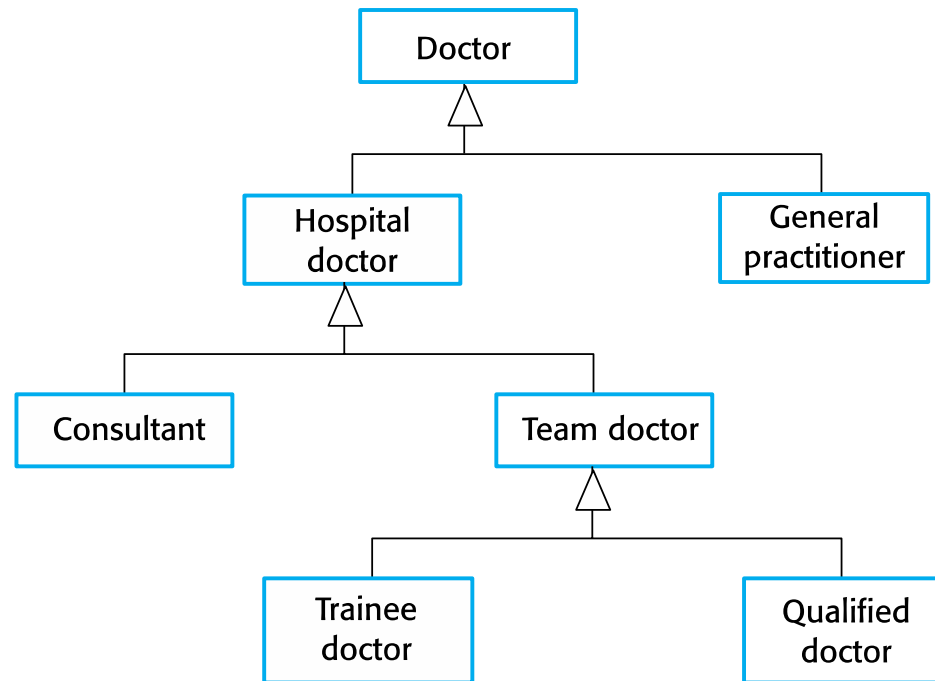 Doctor
Hospital
doctor
General
practitioner
Consultant
Team doctor
Trainee
doctor
Qualified
doctor